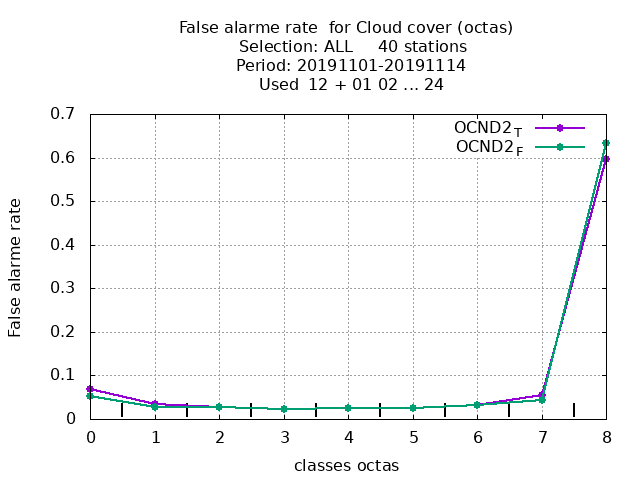 False alarme rate  for Cloud cover (octas)
Selection: ALL     40 stations
Period: 20191101-20191114
Used  12 + 01 02 ... 24
OCND2T
OCND2F
False alarme rate
0.7
0.6
0.5
0.4
0.3
0.2
0.1
0
0 1 2 3 4 5 6 7 8
classes octas